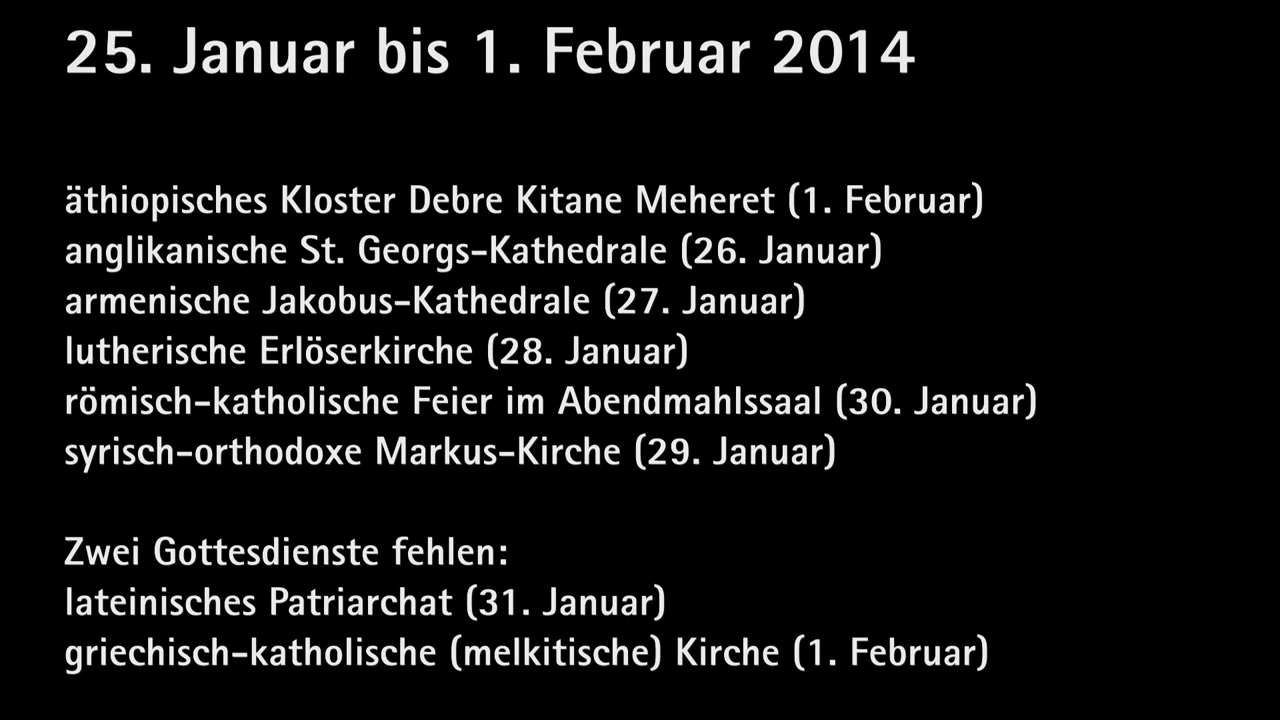 25. Januar bis 1. Februar 2014
äthiopisches Kloster Debre Kitane Meheret (1. Februar)
anglikanische St. Georgs-Kathedrale (26. Januar)
armenische Jakobus-Kathedrale (27. Januar)
lutherische Erlöserkirche (28. Januar)
römisch-katholische Feier im Abendmahlssaal (30. Januar)
syrisch-orthodoxe Markus-Kirche (29. Januar)
Zwei Gottesdienste fehlen:
lateinisches Patriarchat (31. Januar)
griechisch-katholische (melkitische) Kirche (1. Februar)